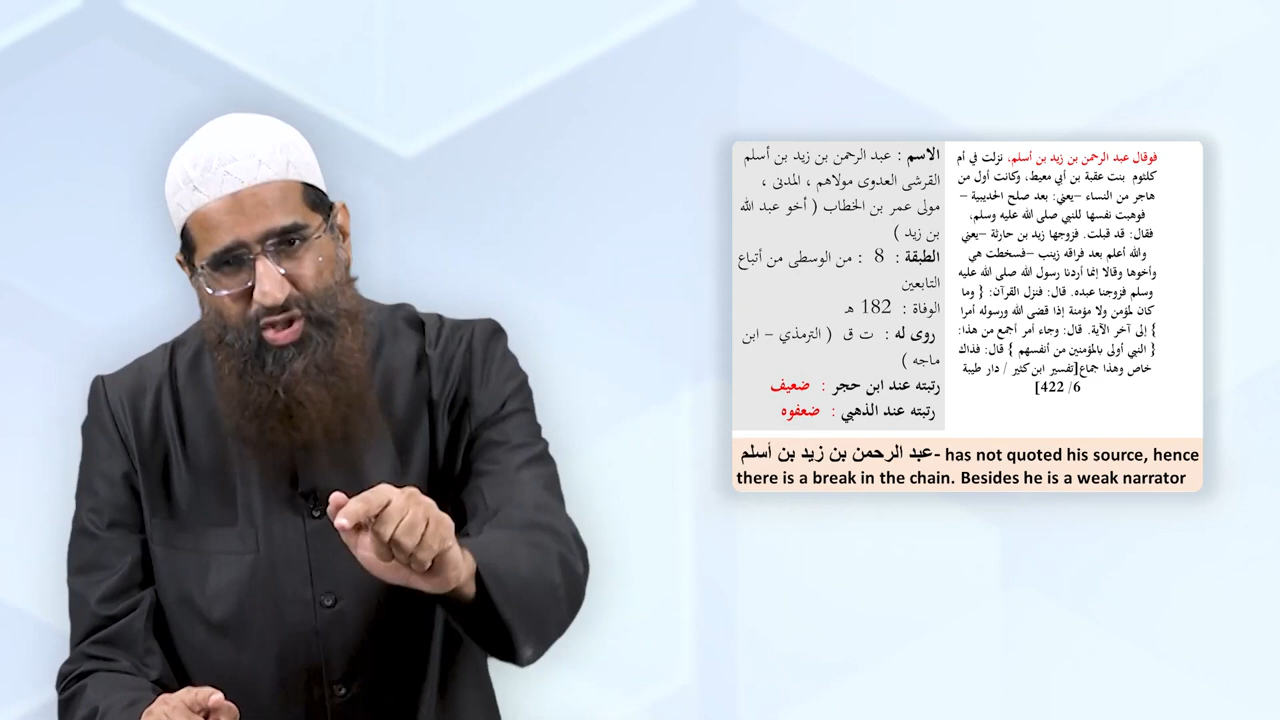 فوقال عبد الرحمن بن زيد بن أسلم، نزلت في أم
كلثوم بنت عقبة بن أبي معيط، وكانت أول من
هاجر من النساء –يعني: بعد صلح الحديبية –
فوهبت نفسها للنبي صلى الله عليه وسلم،
فقال: قد قبلت. فزوجها زيد بن حارثة –يعني
والله أعلم بعد فراقه زينب –فسخطت هي
وأخوها وقالا إنما أردنا رسول الله صلى الله عليه
وسلم فزوجنا عبده. قال: فنزل القرآن: { وما
كان لمؤمن ولا مؤمنة إذا قضى الله ورسوله أمرا
} إلى آخر الآية. قال: وجاء أمر أجمع من هذا:
{ النبي أولى بالمؤمنين من أنفسهم } قال: فذاك
خاص وهذا جماع[تفسير ابن كثير / دار طيبة
6/ 422]
الاسم : عبد الرحمن بن زيد بن أسلم
القرشى العدوى مولاهم ، المدنى ،
مولى عمر بن الخطاب ( أخو عبد الله
بن زيد )
الطبقة : 8 : من الوسطى من أتباع
التابعين
الوفاة : 182 هـ
روى له : ت ق ( الترمذي – ابن
ماجه )
رتبته عند ابن حجر : ضعيف
رتبته عند الذهبي : ضعفوه
عبد الرحمن بن زيد بن أسلم- has not quoted his source, hence
there is a break in the chain. Besides he is a weak narrator